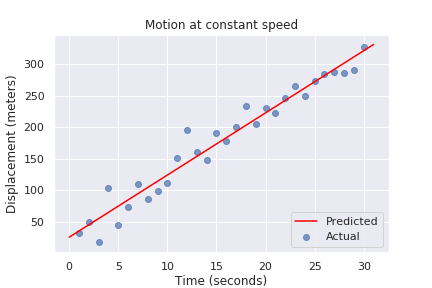 Motion at constant speed
Displacement (meters)
300
250
200
150
100
50
0 5 10 15 20 25 30
Time (seconds)
Predicted
Actual